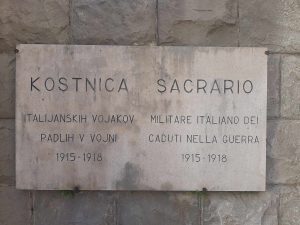 KOSTNICA
ITALIJANSKIH VOJAKOV
PADLIH V VOJNI
1915-1918
SACRARIO
MILITARE ITALIANO DEI
CADUTI NELLA GUERRA
1915-1918